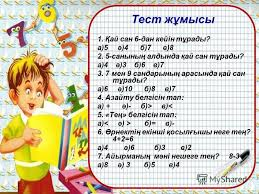 Тест жұмысы
1. Қай сан 6-дан кейін тұрады?
а)5 ә)4 б)7 в)8
2. 5-санының алдында қай сан тұрады?
а)4 ә)3 б)6 в)7
3. 7 мен 9 сандарының арасында қай сан
тұрады?
а)6 ә)10 б)8 в)7
4. Азайту белгісін тап:
а) + ә)- б)> в)<
5. «Тең» белгісін тап:
а)< ә) > б)= в)-
6. Өрнектің екінші қосылғышы неге тең?
4+2=6
а)4 ә)6 б)2 в)3
7. Айырманың мәні нешеге тең? 8-3
а)8 ә)3 б)5 в)7
MyShared